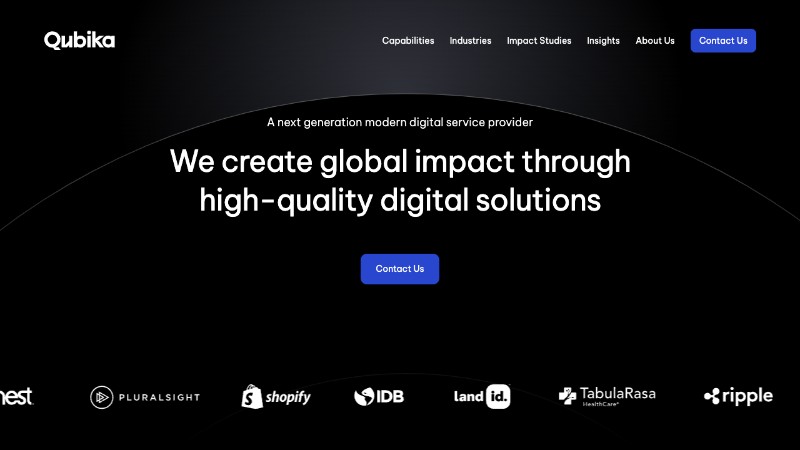 Qubika
Capabilities Industries Impact Studies Insights About Us Contact Us
A next generation modern digital service provider
We create global impact through
high-quality digital solutions
Contact Us
nest PLURALSIGHT shopify IDB land id. TabulaRasa ripple
HealthCare